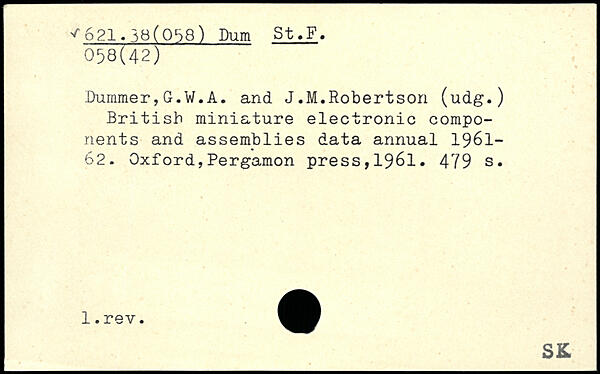 ✓621.38(058) Dum St.F.
058(42)
Dummer,G.W.A. and J.M.Robertson (udg.)
British miniature electronic compo-
nents and assemblies data annual 1961-
62. Oxford,Pergamon press,1961. 479 s.
1.rev.
SK